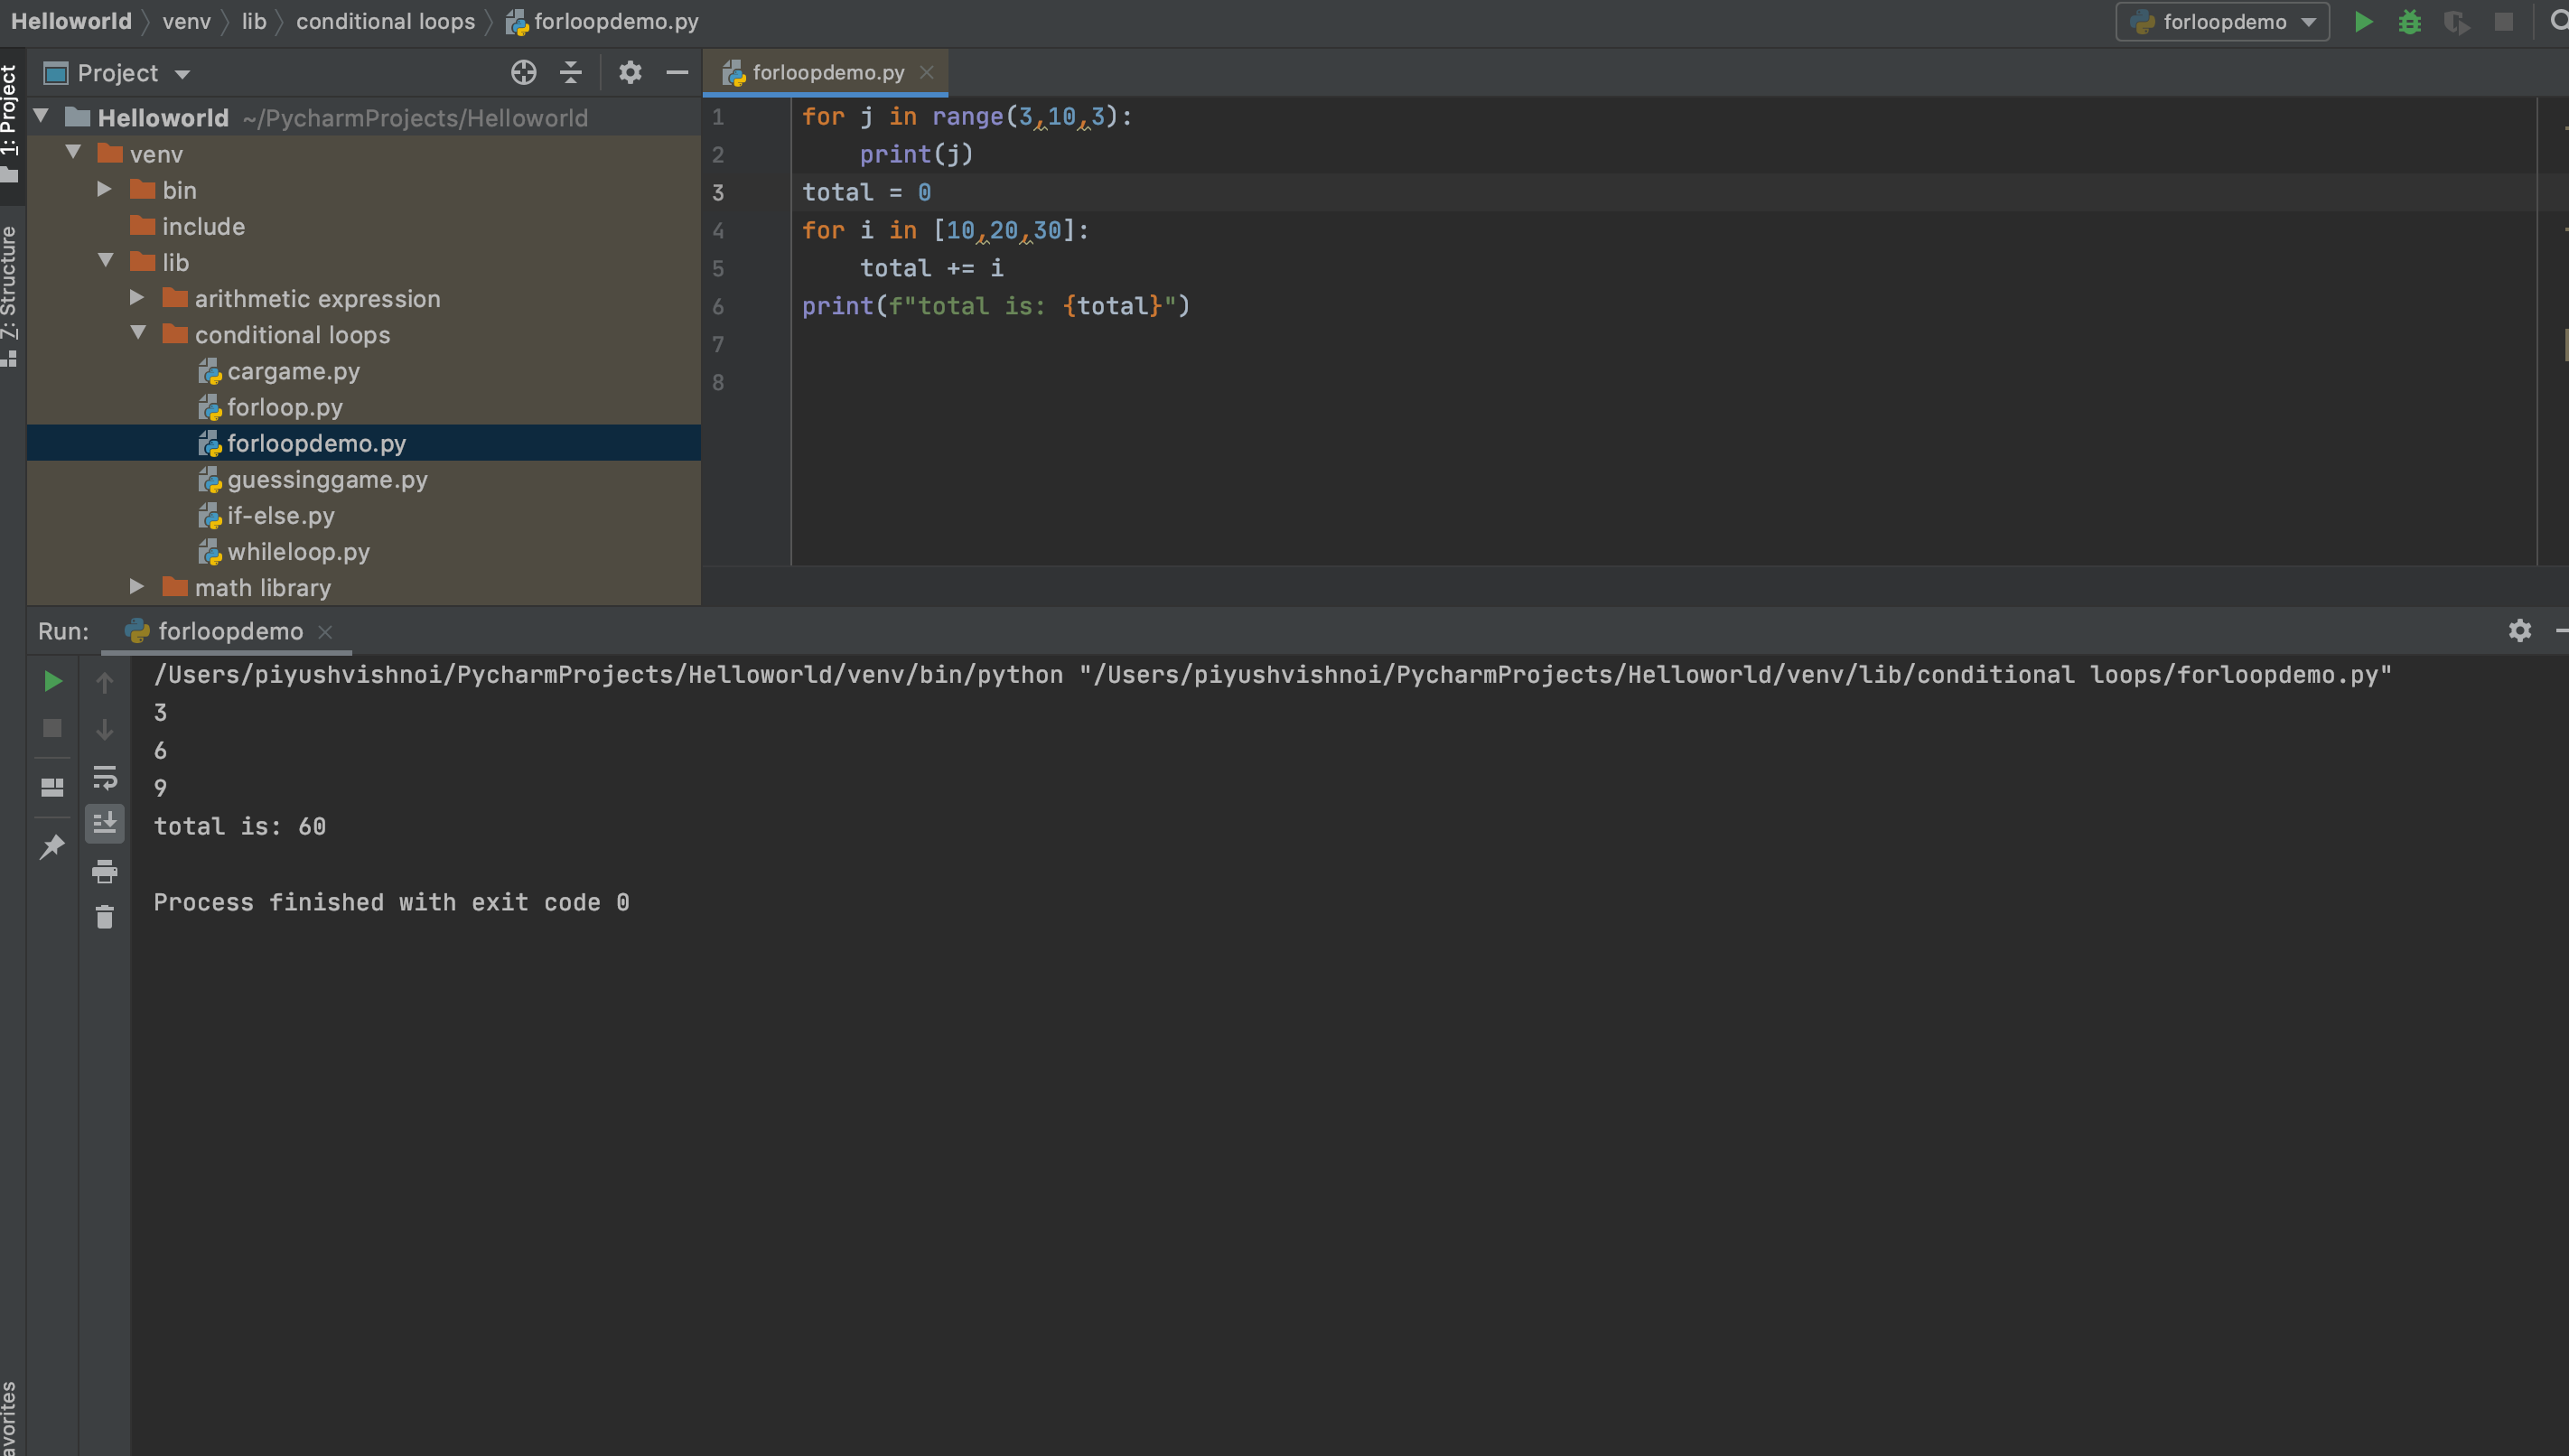 Helloworld venv lib conditional loops forloopdemo.py
forloopdemo
1: Project
7: Structure
avorites
Project
Helloworld ~/PycharmProjects/Helloworld
venv
bin
include
lib
arithmetic expression
conditional loops
cargame.py
forloop.py
forloopdemo.py
guessinggame.py
if-else.py
whileloop.py
math library
forloopdemo.py
1 for j in range(3,10,3):
2     print(j)
3 total = 0
4 for i in [10,20,30]:
5     total += i
6 print(f"total is: {total}")
7
8
Run: forloopdemo
/Users/piyushvishnoi/PycharmProjects/Helloworld/venv/bin/python "/Users/piyushvishnoi/PycharmProjects/Helloworld/venv/lib/conditional loops/forloopdemo.py"
3
6
9
total is: 60
Process finished with exit code 0